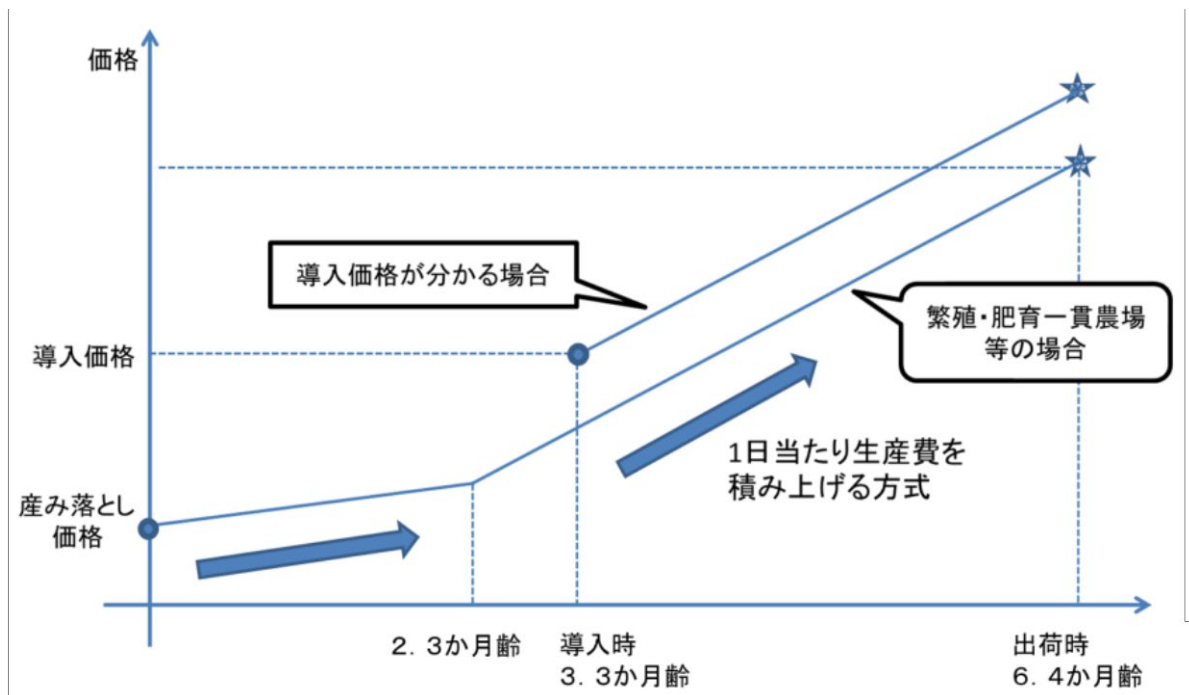 価格
導入価格が分かる場合
繁殖・肥育一貫農場
等の場合
導入価格
1日当たり生産費を
積み上げる方式
産み落とし
価格
２．３か月齢
導入時
３．３か月齢
出荷時
６．４か月齢